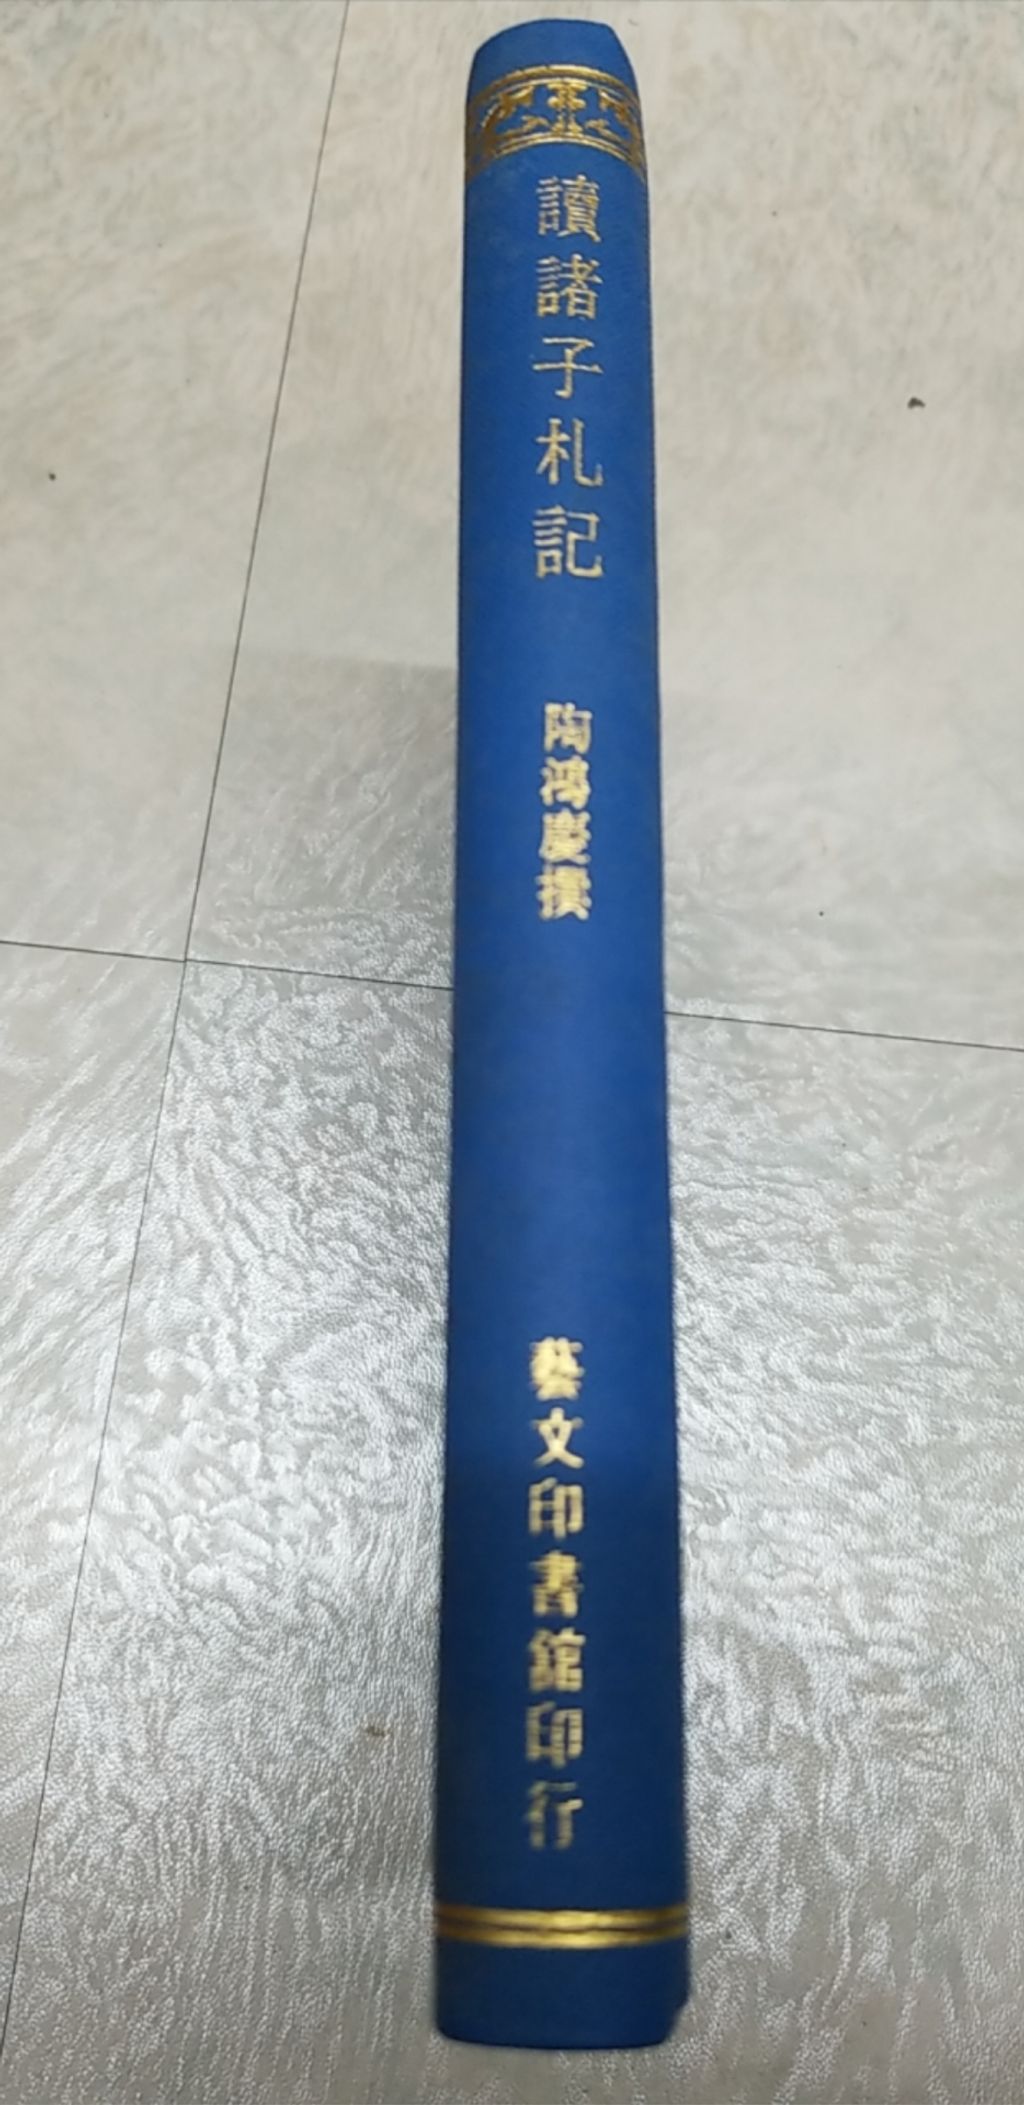 讀諸子札記
陶鴻慶撰
藝文印書館印行